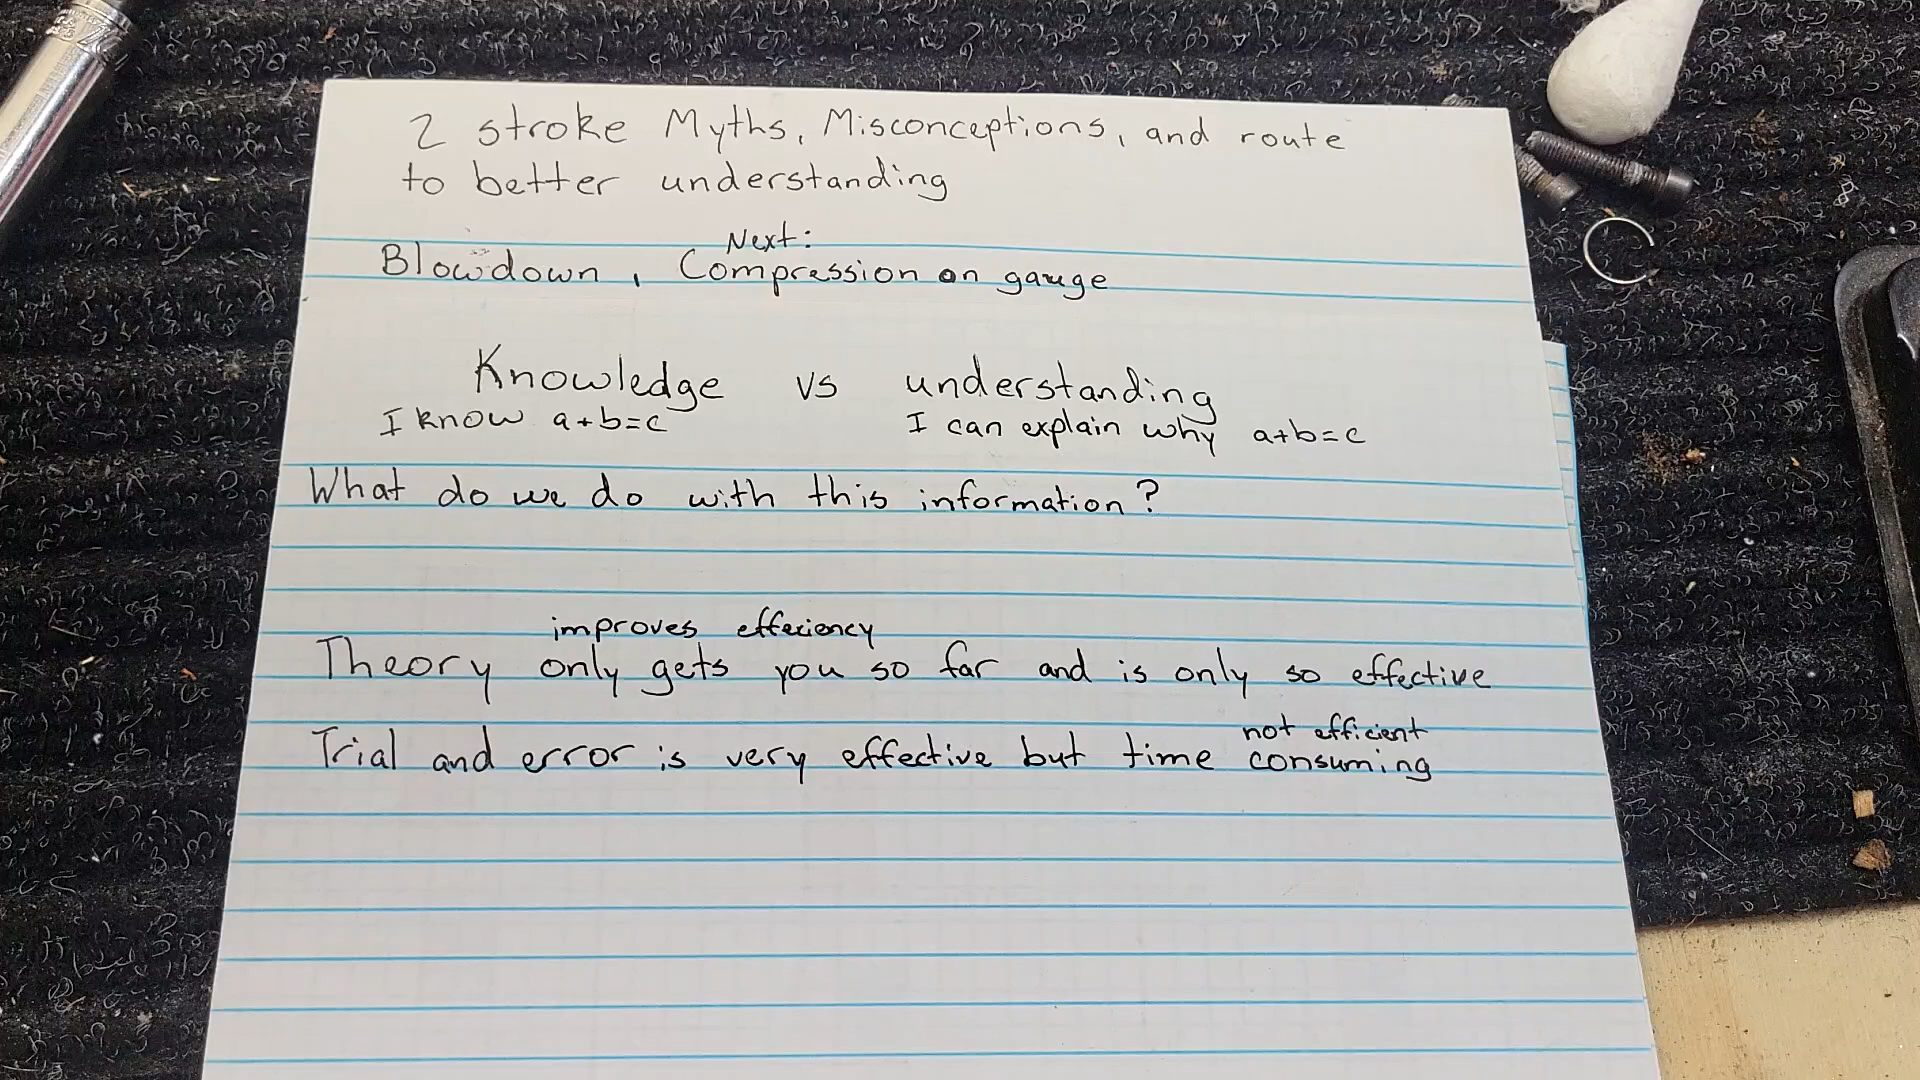 2 stroke Myths, Misconceptions, and route
to better understanding
Next:
Blowdown, Compression on gauge
Knowledge vs understanding
I know a+b=c I can explain why a+b=c
What do we do with this information?
improves effeciency
Theory only gets you so far and is only so effective
not efficient
Trial and error is very effective but time consuming